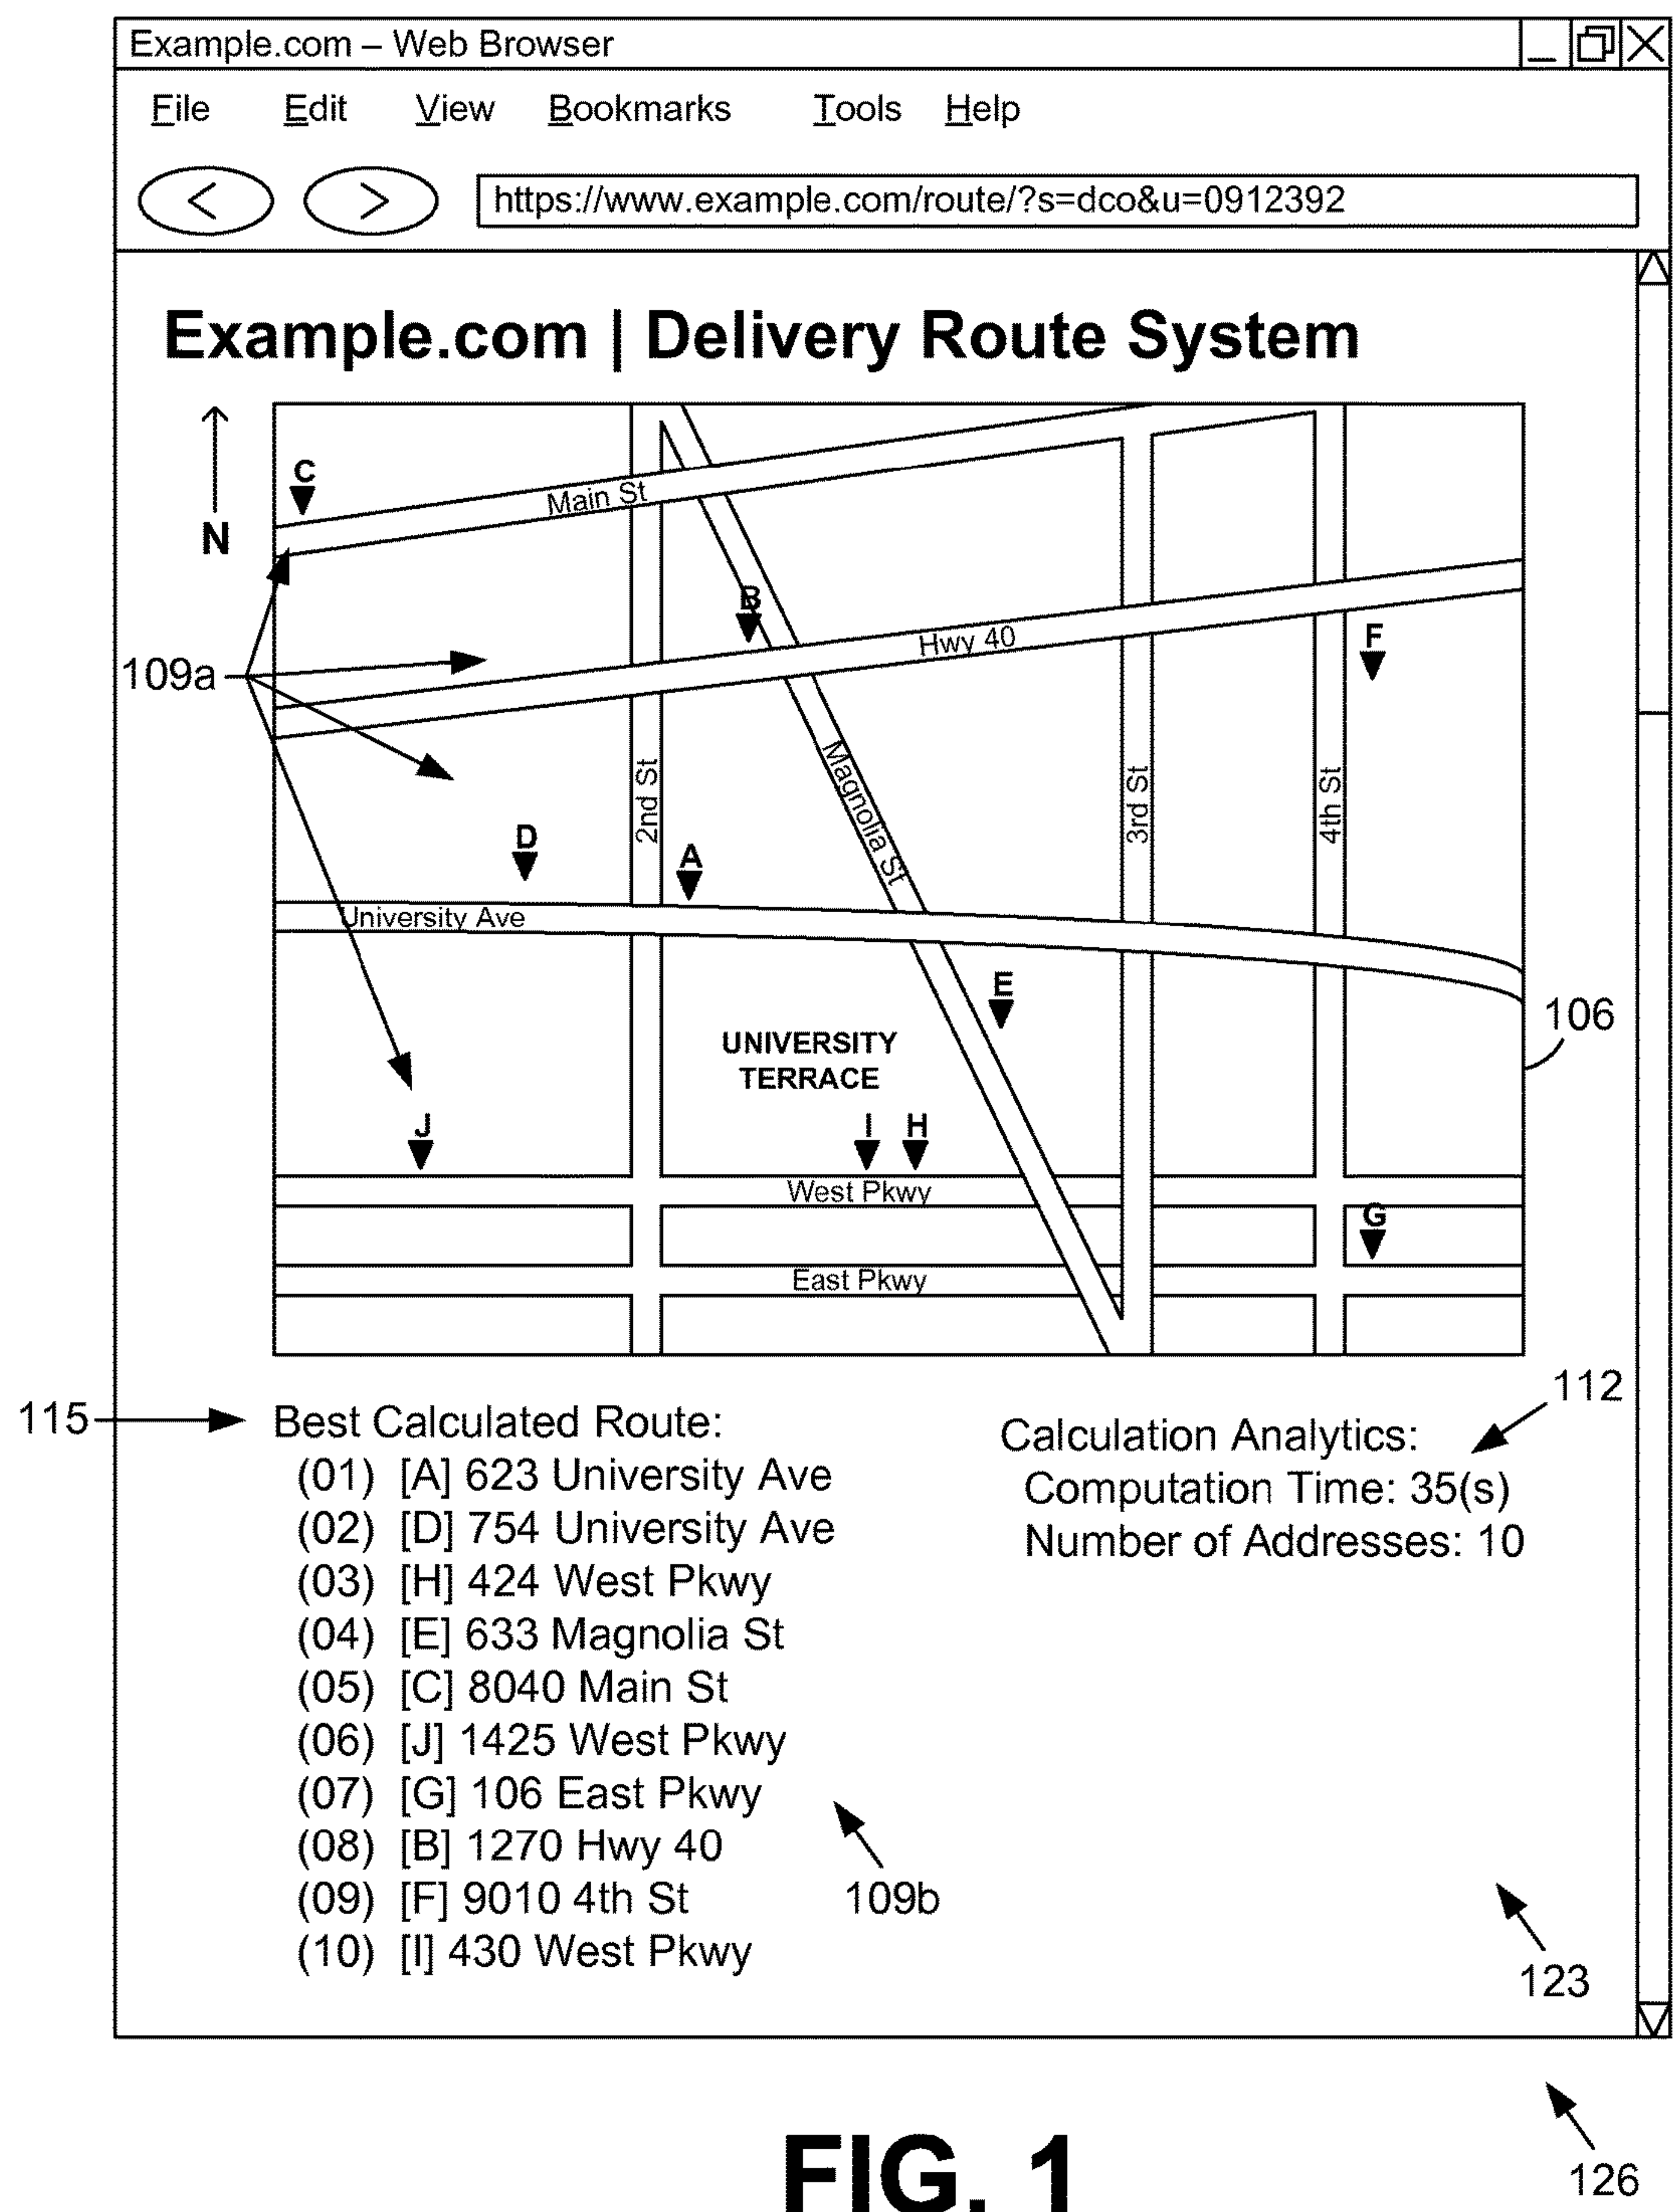 Example.com – Web Browser
File Edit View Bookmarks Tools Help
< > https://www.example.com/route/?s=dco&u=0912392
Example.com | Delivery Route System
N
C
Main St
B
Hwy 40
F
109a
2nd St
Magnolia St
3rd St
4th St
D
A
University Ave
E
106
UNIVERSITY
TERRACE
J
I
H
West Pkwy
G
East Pkwy
112
115
Best Calculated Route:
(01) [A] 623 University Ave
(02) [D] 754 University Ave
(03) [H] 424 West Pkwy
(04) [E] 633 Magnolia St
(05) [C] 8040 Main St
(06) [J] 1425 West Pkwy
(07) [G] 106 East Pkwy
(08) [B] 1270 Hwy 40
(09) [F] 9010 4th St
(10) [I] 430 West Pkwy
Calculation Analytics:
Computation Time: 35(s)
Number of Addresses: 10
109b
123
126
FIG. 1